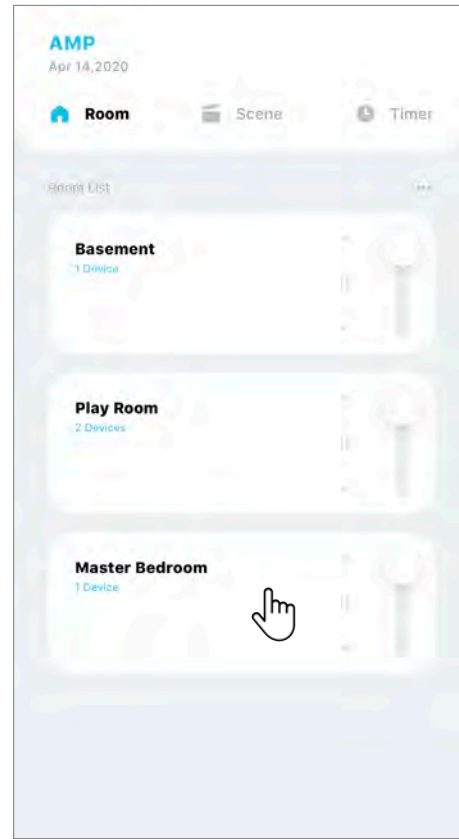 AMP
Apr 14,2020
Room Scene Timer
Room List
Basement
1 Device
Play Room
2 Devices
Master Bedroom
1 Device